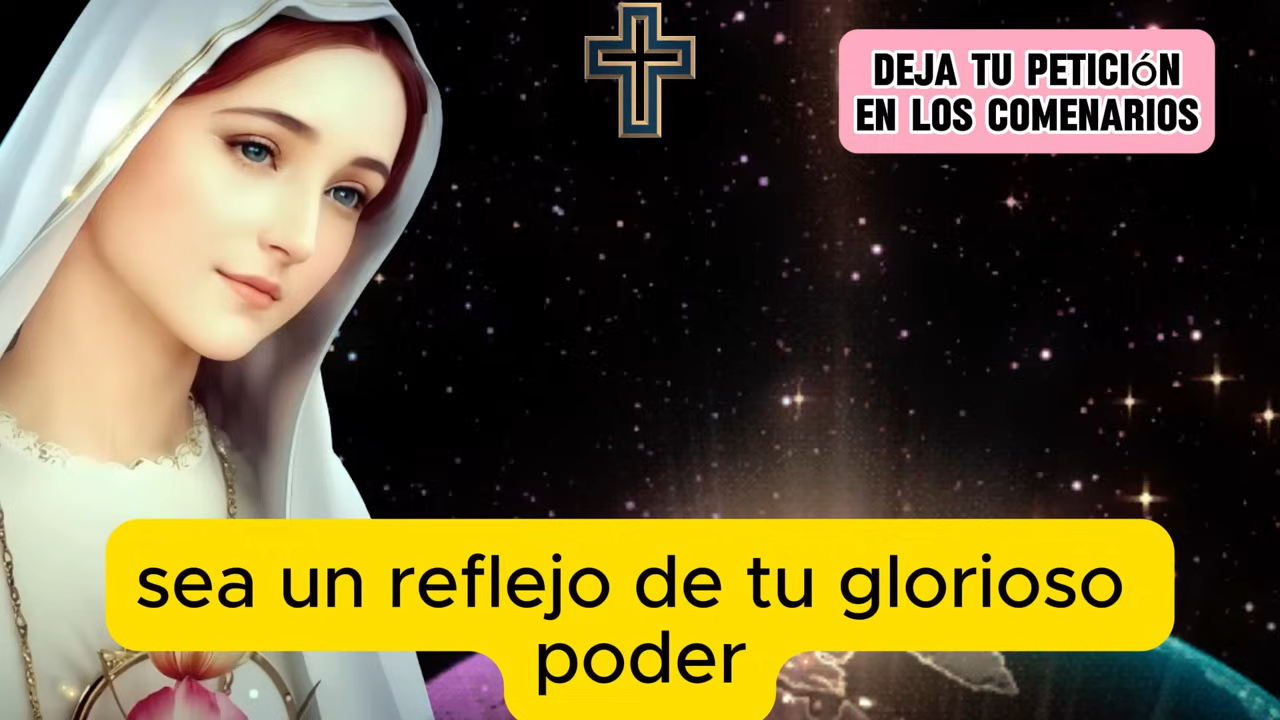 DEJA TU PETICIóN
EN LOS COMENARIOS
sea un reflejo de tu glorioso
poder